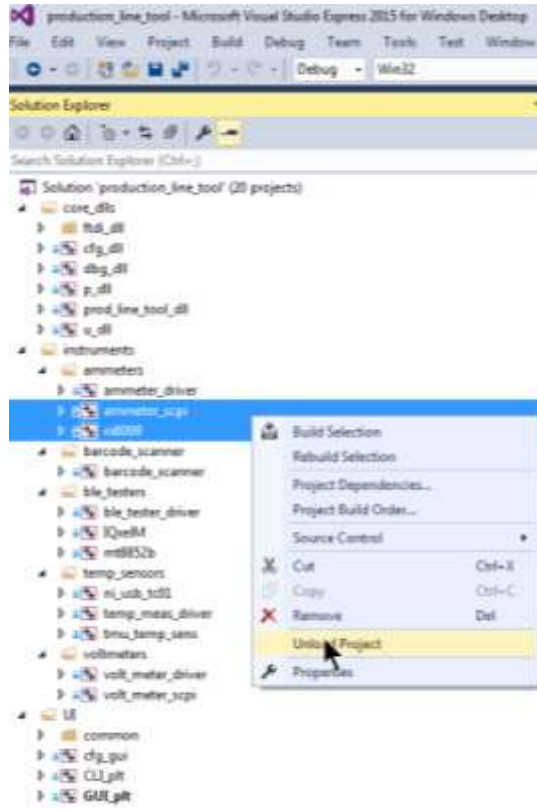 production_line_tool - Microsoft Visual Studio Express 2015 for Windows Desktop
File Edit View Project Build Debug Team Tools Test Window
Debug Win32
Solution Explorer
Search Solution Explorer (Ctrl+;)
Solution 'production_line_tool' (20 projects)
core_dlls
ftdi_dll
cfg_dll
dbg_dll
p_dll
prod_line_tool_dll
u_dll
instruments
ammeters
ammeter_driver
ammeter_scpi
Build Selection
Rebuild Selection
Project Dependencies...
Project Build Order...
Source Control
Cut Ctrl+X
Copy Ctrl+C
Remove Del
Unload Project
Properties
barcode_scanner
barcode_scanner
ble_testers
ble_tester_driver
IQxelM
mt8852b
temp_sensors
ni_usb_tc01
temp_meas_driver
tmu_temp_sens
voltmeters
volt_meter_driver
volt_meter_scpi
UI
common
cfg_gui
CLI_plt
GUI_plt